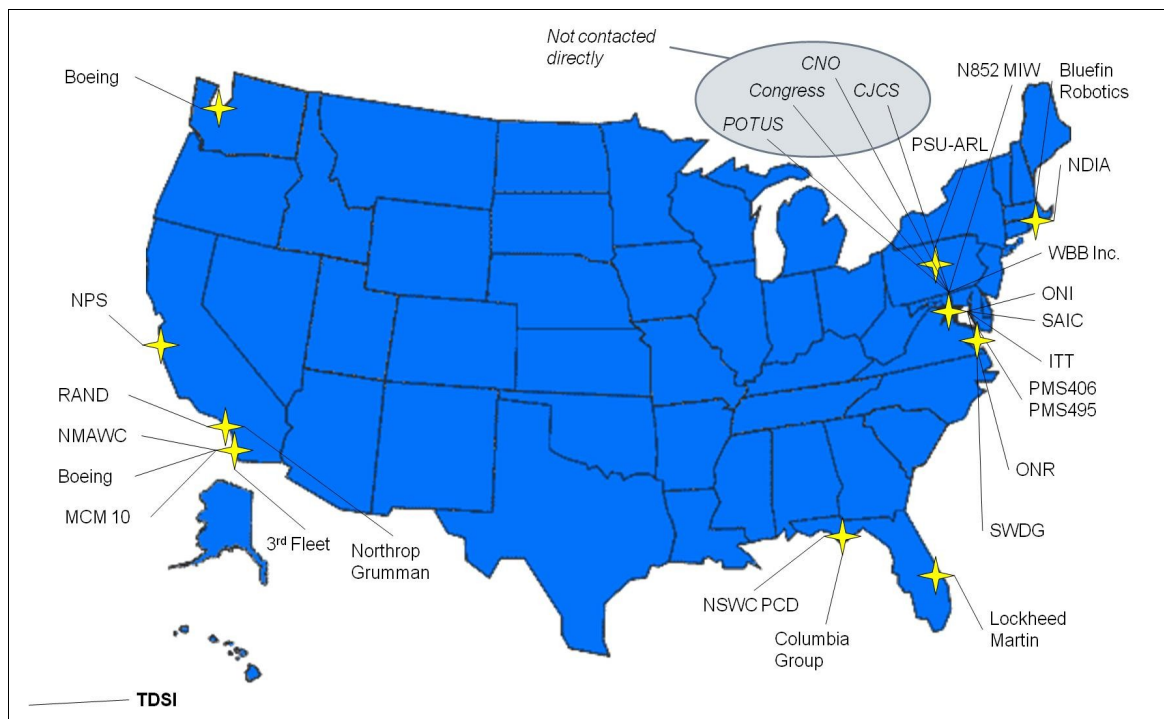 Not contacted
directly
CNO
Congress
CJCS
POTUS
N852 MIW
Bluefin
Robotics
Boeing
PSU-ARL
NDIA
WBB Inc.
ONI
SAIC
ITT
PMS406
PMS495
ONR
SWDG
NPS
RAND
NMAWC
Boeing
MCM 10
3rd Fleet
Northrop
Grumman
NSWC PCD
Columbia
Group
Lockheed
Martin
TDSI